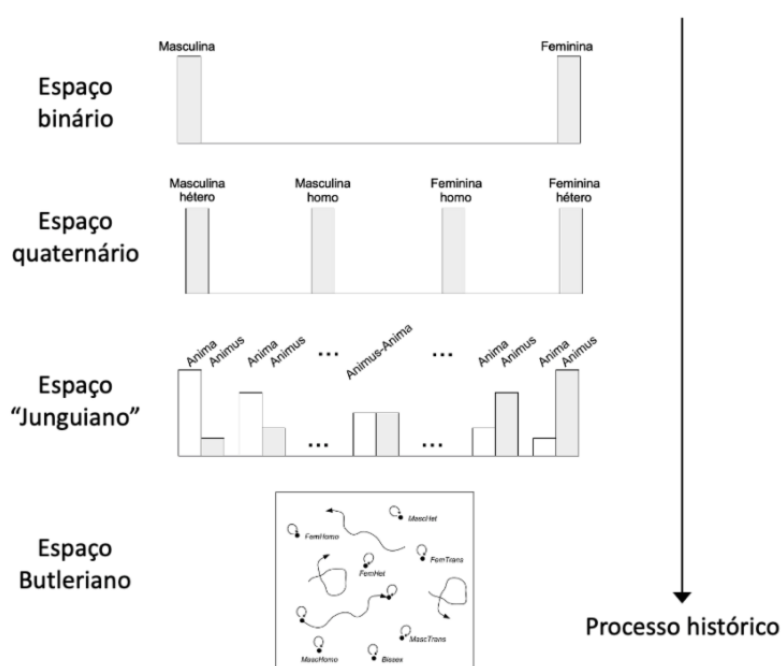 Masculina
Feminina
Espaço
binário
Masculina
hétero
Masculina
homo
Feminina
homo
Feminina
hétero
Espaço
quaternário
Anima
Animus
Anima
Animus
...
Animus-Anima
...
Anima
Animus
Anima
Animus
Espaço
“Junguiano”
...
...
Espaço
Butleriano
MascHet
FemHomo
FemTrans
FemHet
MascTrans
MascHomo
Bissex
Processo histórico